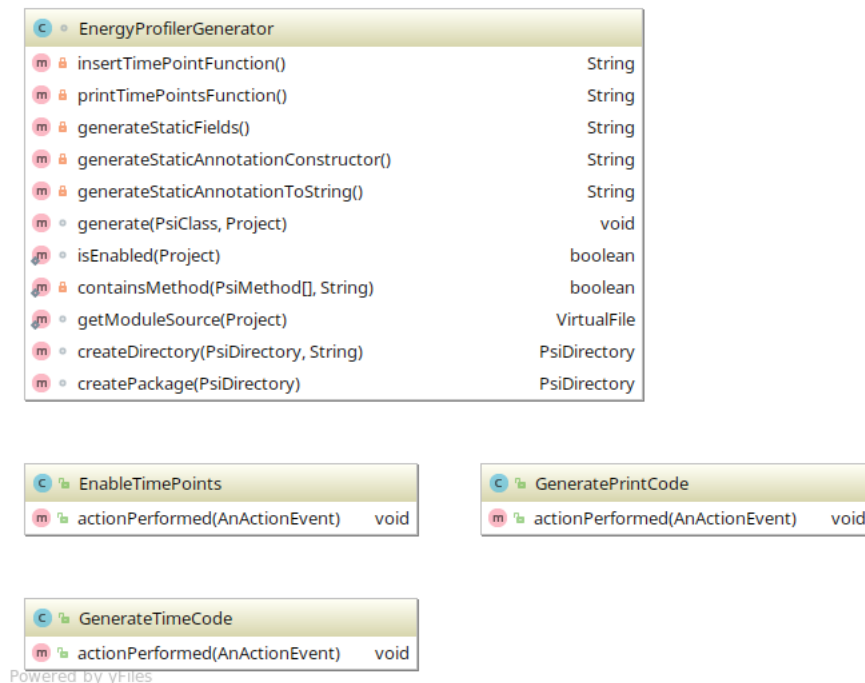 EnergyProfilerGenerator
insertTimePointFunction() String
printTimePointsFunction() String
generateStaticFields() String
generateStaticAnnotationConstructor() String
generateStaticAnnotationToString() String
generate(PsiClass, Project) void
isEnabled(Project) boolean
containsMethod(PsiMethod[], String) boolean
getModuleSource(Project) VirtualFile
createDirectory(PsiDirectory, String) PsiDirectory
createPackage(PsiDirectory) PsiDirectory
EnableTimePoints
actionPerformed(AnActionEvent) void
GeneratePrintCode
actionPerformed(AnActionEvent) void
GenerateTimeCode
actionPerformed(AnActionEvent) void
Powered by yFiles